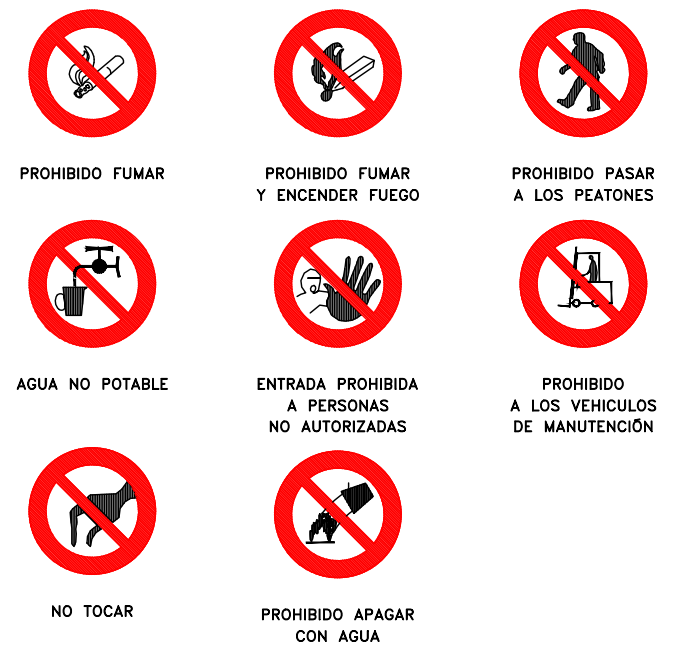 PROHIBIDO FUMAR
PROHIBIDO FUMAR
Y ENCENDER FUEGO
PROHIBIDO PASAR
A LOS PEATONES
AGUA NO POTABLE
ENTRADA PROHIBIDA
A PERSONAS
NO AUTORIZADAS
PROHIBIDO
A LOS VEHICULOS
DE MANUTENCIÓN
NO TOCAR
PROHIBIDO APAGAR
CON AGUA